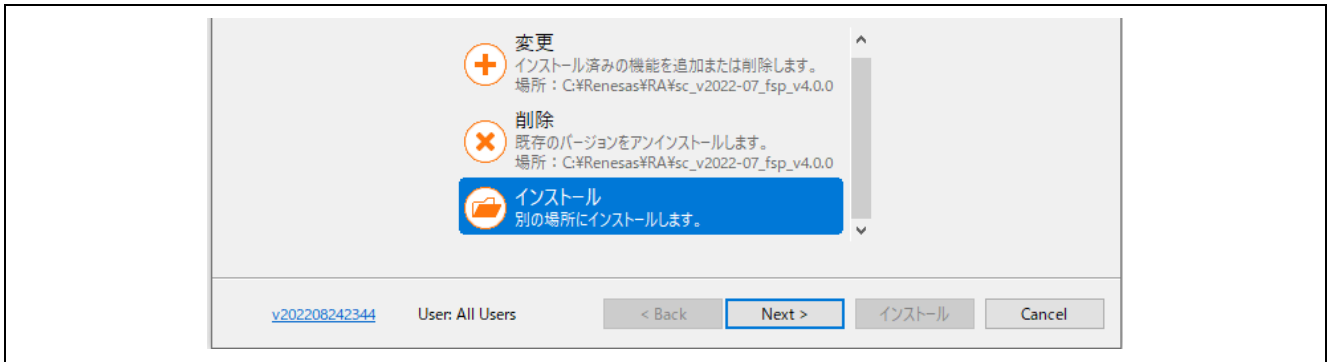 変更
インストール済みの機能を追加または削除します。
場所：C:¥Renesas¥RA¥sc_v2022-07_fsp_v4.0.0
削除
既存のバージョンをアンインストールします。
場所：C:¥Renesas¥RA¥sc_v2022-07_fsp_v4.0.0
インストール
別の場所にインストールします。
v202208242344 User: All Users < Back Next > インストール Cancel